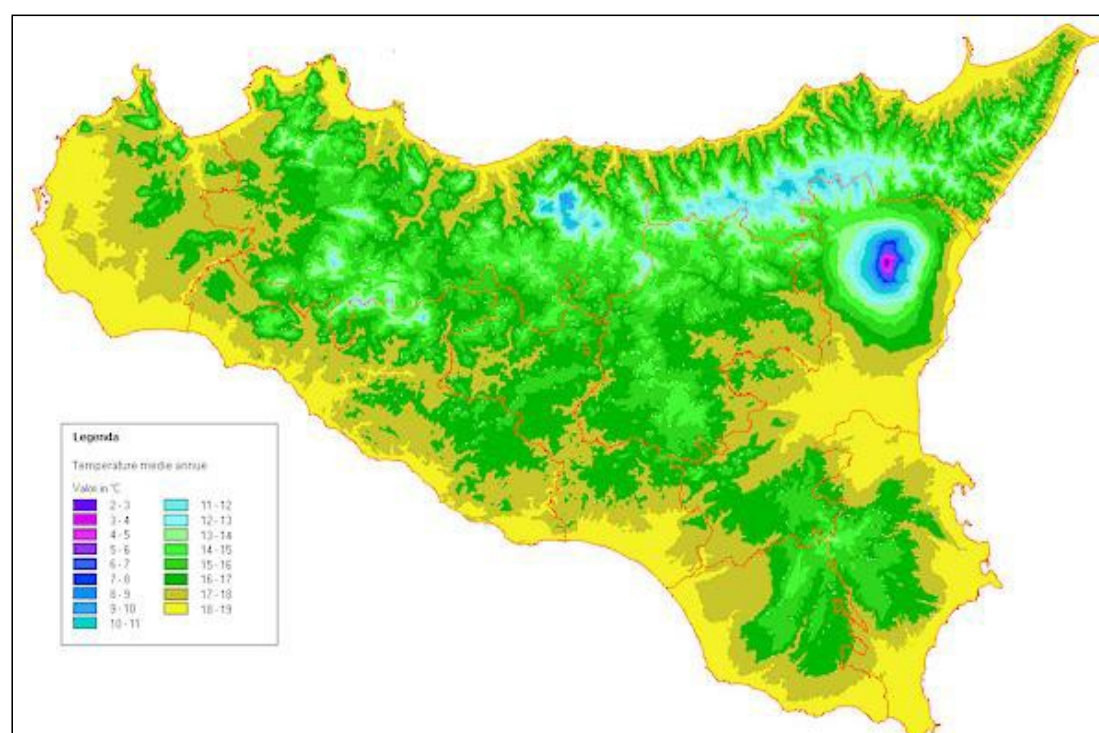 Legenda
Temperature medie annue
Valori in °C
2 - 3
3 - 4
4 - 5
5 - 6
6 - 7
7 - 8
8 - 9
9 - 10
10 - 11
11 - 12
12 - 13
13 - 14
14 - 15
15 - 16
16 - 17
17 - 18
18 - 19